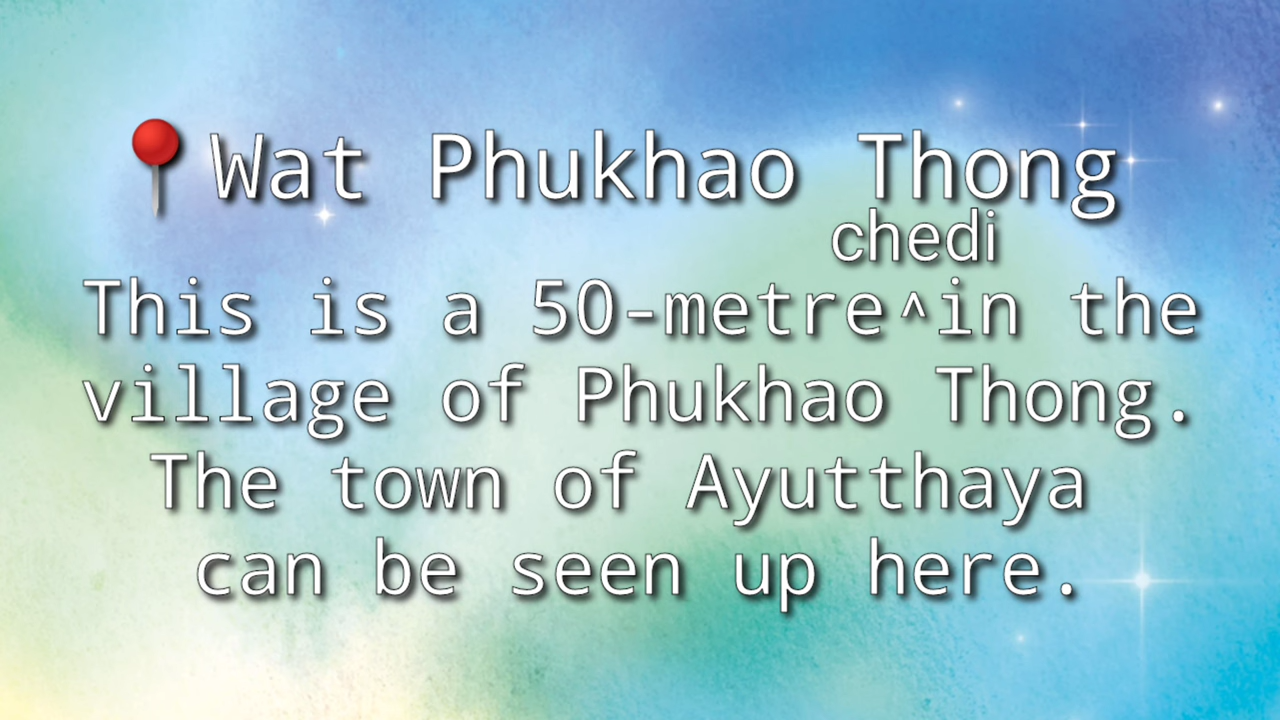 📍Wat Phukhao Thong
chedi
This is a 50-metre^in the
village of Phukhao Thong.
The town of Ayutthaya
can be seen up here.